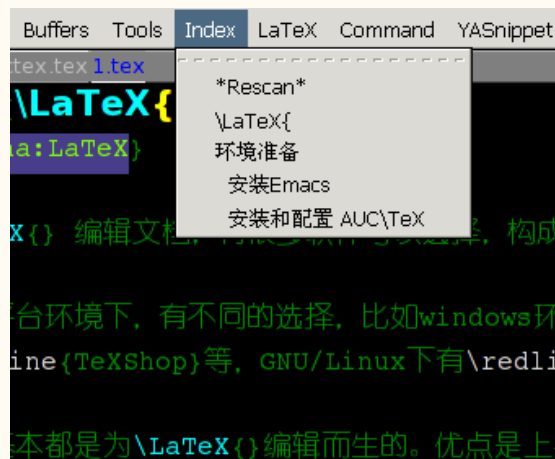 Buffers Tools Index LaTeX Command YASnippet
tex.tex 1.tex
*Rescan*
\LaTeX{
\LaTeX{
a:LaTeX}
环境准备
安装Emacs
安装和配置 AUC\TeX
X{} 编辑文档, 构成
台环境下, 有不同的选择, 比如windows环
ine{TeXShop}等, GNU/Linux下有\redli
本都是为\LaTeX{}编辑而生的。优点是上